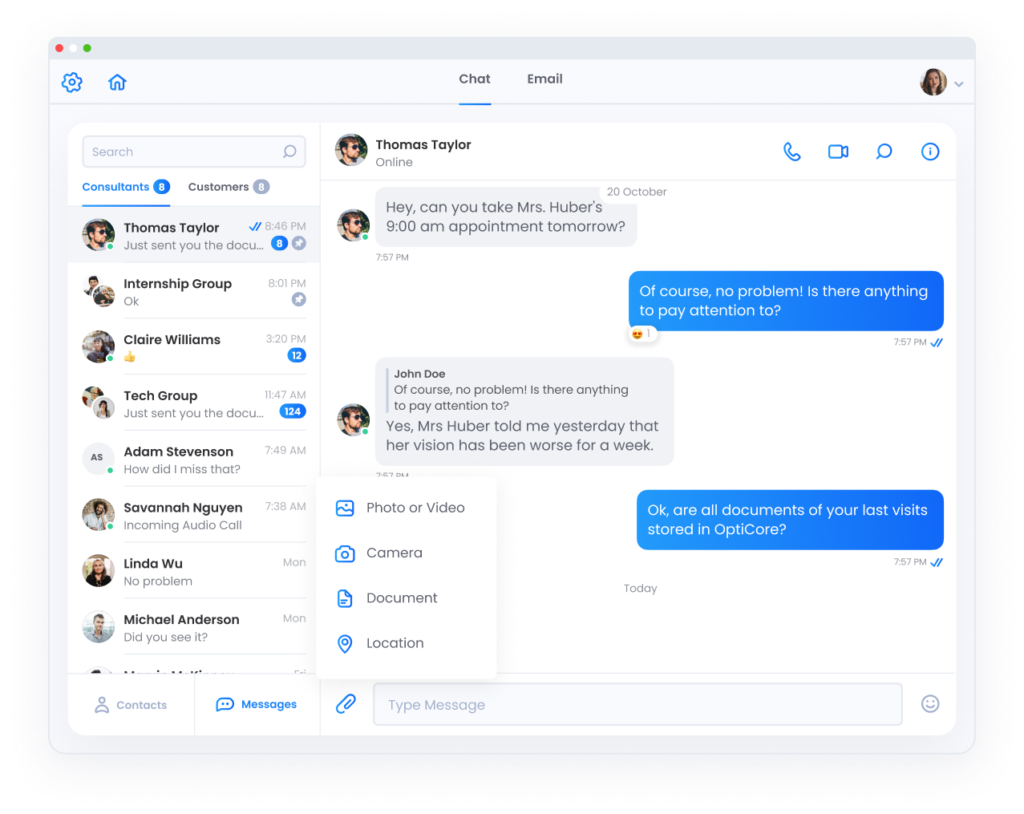 Chat
Email
Search
Consultants 8
Customers 8
Thomas Taylor
8:46 PM
Just sent you the docu...
8
Internship Group
8:01 PM
Ok
Claire Williams
3:20 PM
12
Tech Group
11:47 AM
Just sent you the docu...
124
AS
Adam Stevenson
7:49 AM
How did I miss that?
Savannah Nguyen
7:38 AM
Incoming Audio Call
Linda Wu
Mon
No problem
Michael Anderson
Mon
Did you see it?
Contacts
Messages
Thomas Taylor
Online
20 October
Hey, can you take Mrs. Huber's
9:00 am appointment tomorrow?
7:57 PM
Of course, no problem! Is there anything
to pay attention to?
1
7:57 PM
John Doe
Of course, no problem! Is there anything
to pay attention to?
Yes, Mrs Huber told me yesterday that
her vision has been worse for a week.
7:57 PM
Ok, are all documents of your last visits
stored in OptiCore?
7:57 PM
Today
Photo or Video
Camera
Document
Location
Type Message